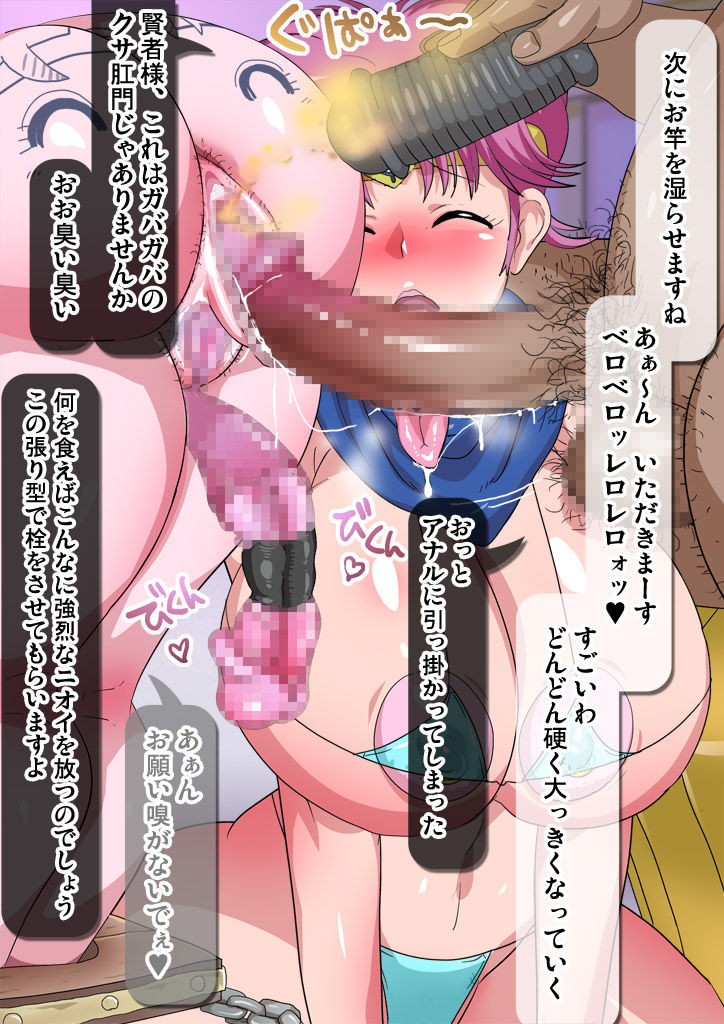 ぐぱぁ～
次にお竿を湿らせますね
あぁ～ん　いただきまーす
ベロベロッレロレロォッ♥
すごいわ
どんどん硬く大っきくなっていく
おっと
アナルに引っ掛かってしまった
びくん♡
びくびくっ♡
賢者様、これはガバガバの
クサ肛門じゃありませんか
おお臭い臭い
あぁん
お願い嗅がないでぇ♥
何を食えばこんなに強烈なニオイを放つのでしょう
この張り型で栓をさせてもらいますよ